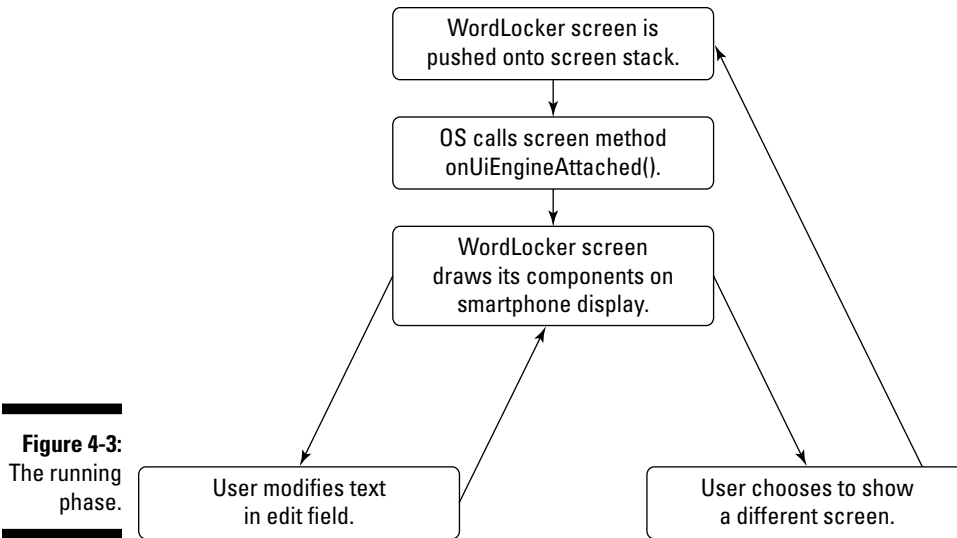 WordLocker screen is
pushed onto screen stack.
OS calls screen method
onUiEngineAttached().
WordLocker screen
draws its components on
smartphone display.
Figure 4-3:
The running
phase.
User modifies text
in edit field.
User chooses to show
a different screen.